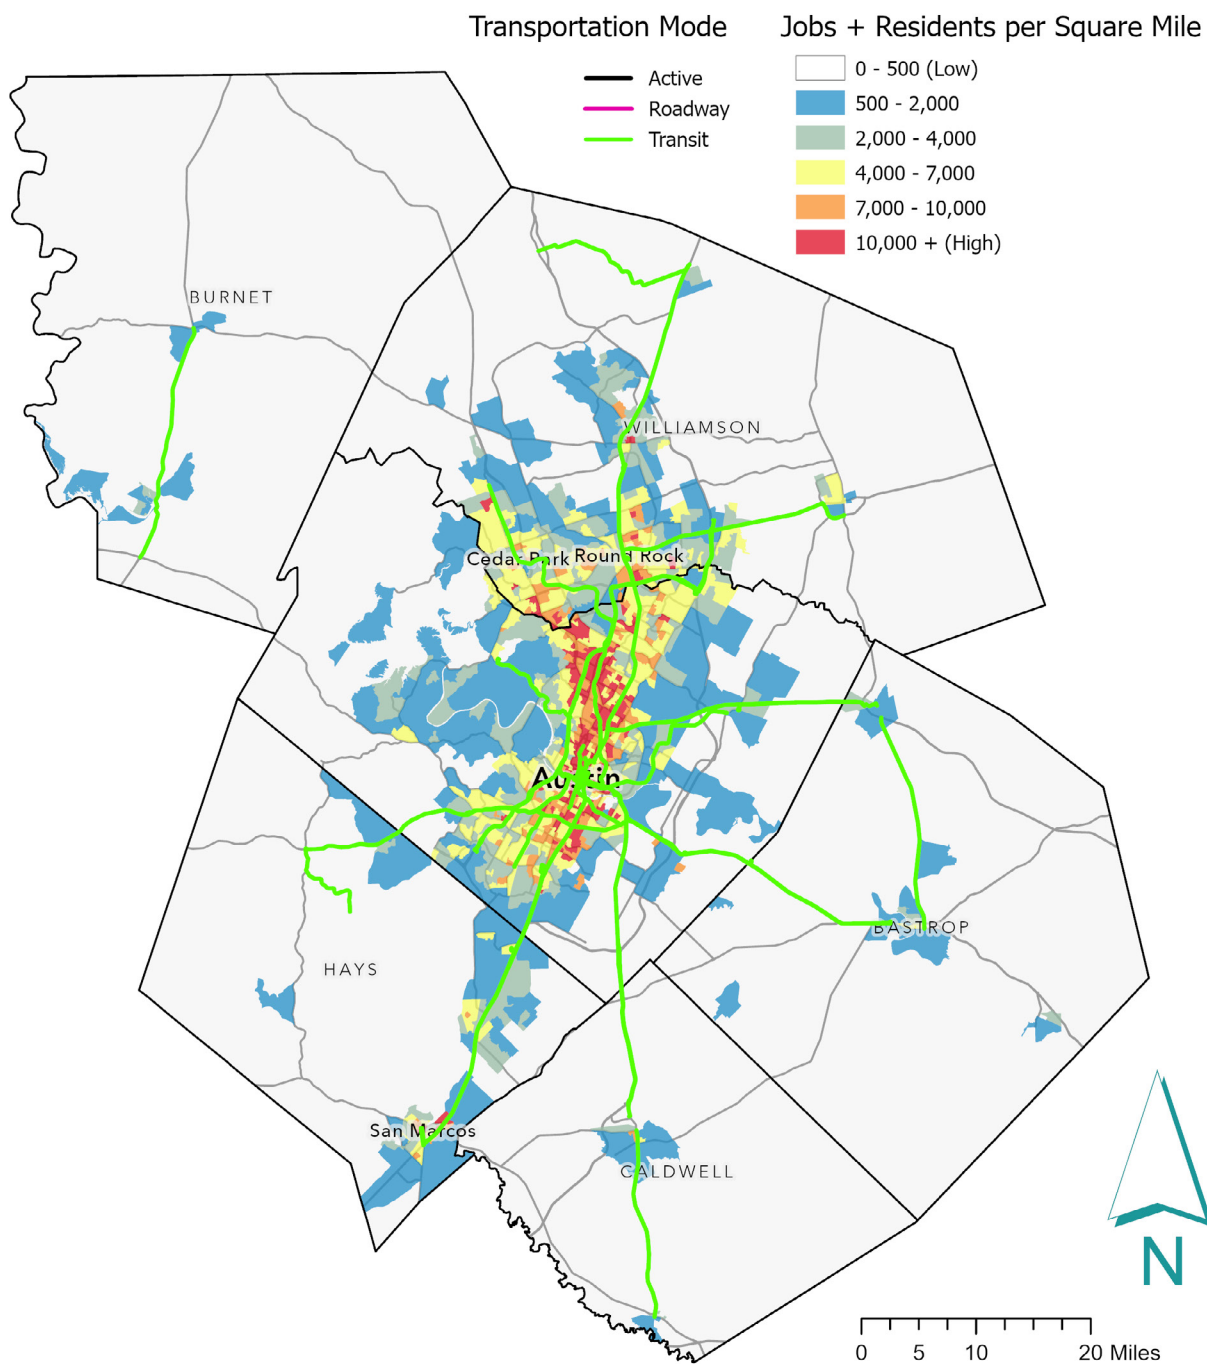 Transportation Mode
Active
Roadway
Transit
Jobs + Residents per Square Mile
0 - 500 (Low)
500 - 2,000
2,000 - 4,000
4,000 - 7,000
7,000 - 10,000
10,000 + (High)
BURNET
WILLIAMSON
Cedar Park
Round Rock
Austin
HAYS
BASTROP
San Marcos
CALDWELL
N
0 5 10 20 Miles